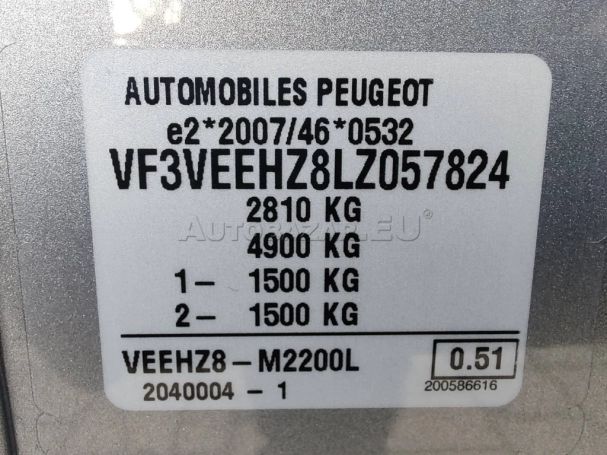 AUTOMOBILES PEUGEOT
e2*2007/46*0532
VF3VEEHZ8LZ057824
2810 KG
AUTOBAZAR.EU®
4900 KG
1- 1500 KG
2- 1500 KG
VEEHZ8-M2200L 0.51
2040004 - 1 200586616